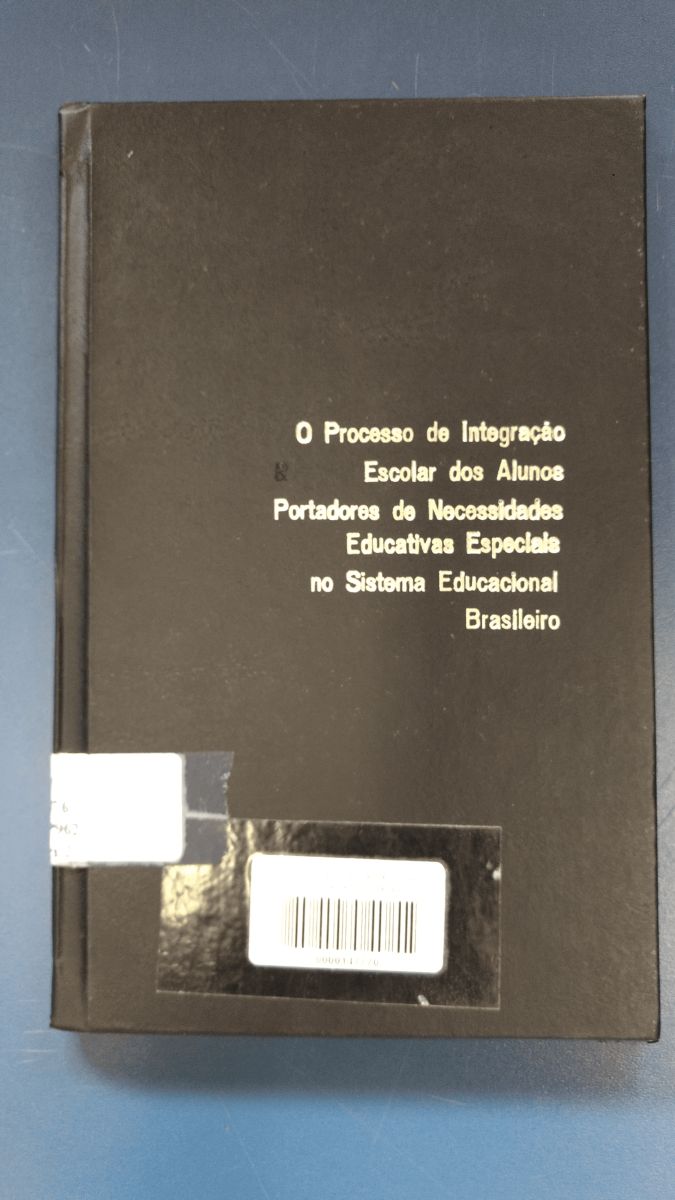 O Processo de Integração
Escolar dos Alunos
Portadores de Necessidades
Educativas Especiais
no Sistema Educacional
Brasileiro